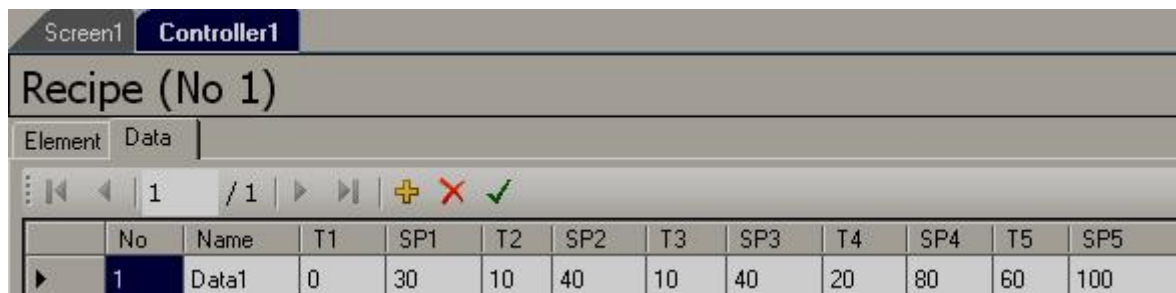 Screen1 Controller1
Recipe (No 1)
Element Data
1 / 1
No Name T1 SP1 T2 SP2 T3 SP3 T4 SP4 T5 SP5
1 Data1 0 30 10 40 10 40 20 80 60 100